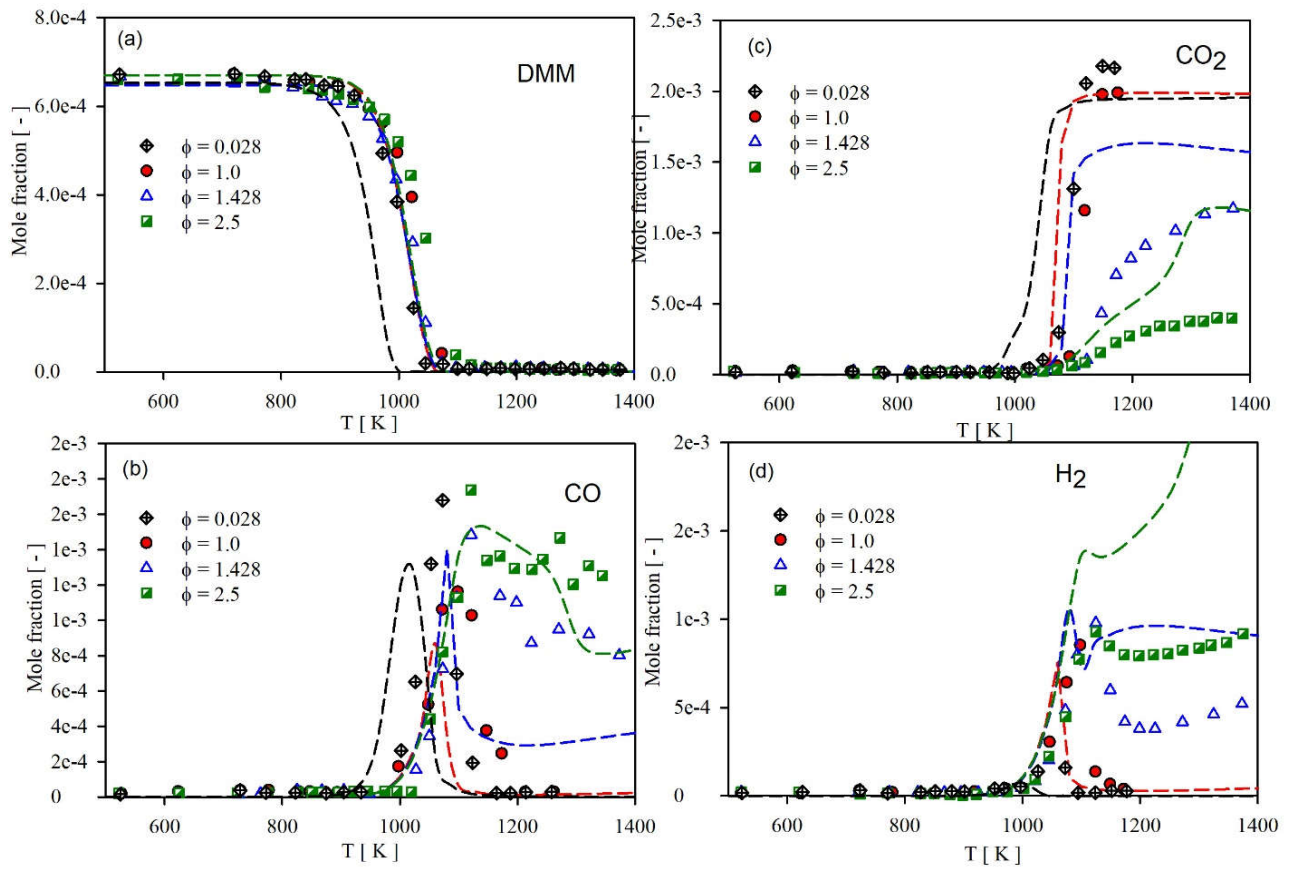 (a)
DMM
8.0e-4
6.0e-4
4.0e-4
2.0e-4
0.0
Mole fraction [ - ]
ϕ = 0.028
ϕ = 1.0
ϕ = 1.428
ϕ = 2.5
600 800 1000 1200 1400
T [ K ]
(c)
CO2
2.5e-3
2.0e-3
1.5e-3
1.0e-3
5.0e-4
0.0
Mole fraction [ - ]
ϕ = 0.028
ϕ = 1.0
ϕ = 1.428
ϕ = 2.5
600 800 1000 1200 1400
T [ K ]
(b)
CO
2e-3
2e-3
2e-3
1e-3
1e-3
1e-3
8e-4
6e-4
4e-4
2e-4
0
Mole fraction [ - ]
ϕ = 0.028
ϕ = 1.0
ϕ = 1.428
ϕ = 2.5
600 800 1000 1200 1400
T [ K ]
(d)
H2
2e-3
2e-3
1e-3
5e-4
0
Mole fraction [ - ]
ϕ = 0.028
ϕ = 1.0
ϕ = 1.428
ϕ = 2.5
600 800 1000 1200 1400
T [ K ]